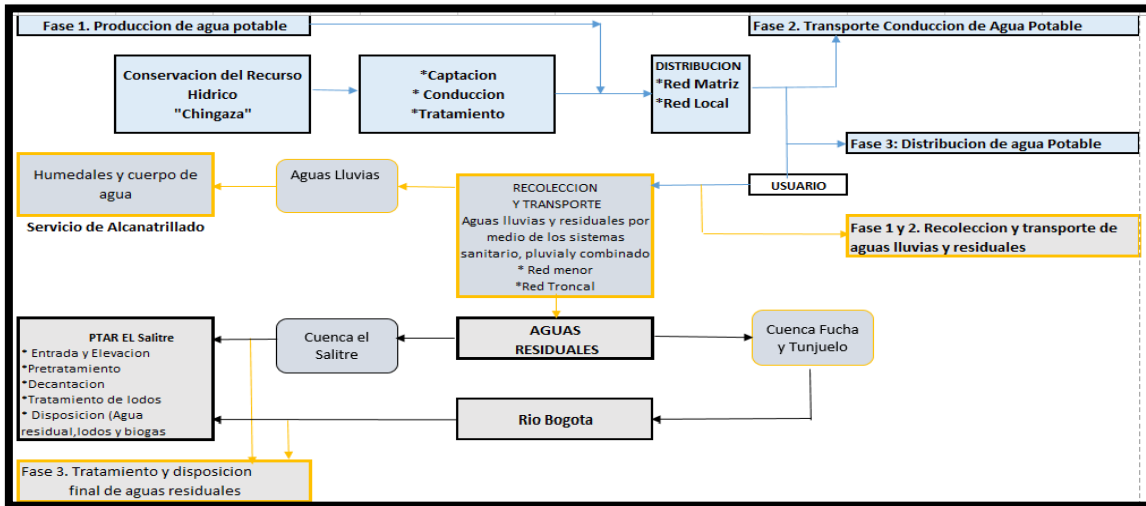 Fase 1. Produccion de agua potable
Fase 2. Transporte Conduccion de Agua Potable
Conservacion del Recurso
Hidrico
"Chingaza"
*Captacion
* Conduccion
*Tratamiento
DISTRIBUCION
*Red Matriz
*Red Local
Fase 3: Distribucion de agua Potable
Humedales y cuerpo de
agua
Aguas Lluvias
RECOLECCION
Y TRANSPORTE
Aguas lluvias y residuales por
medio de los sistemas
sanitario, pluvialy combinado
* Red menor
*Red Troncal
USUARIO
Servicio de Alcanatrillado
Fase 1 y 2. Recoleccion y transporte de
aguas lluvias y residuales
PTAR EL Salitre
* Entrada y Elevacion
*Pretratamiento
*Decantacion
*Tratamiento de lodos
* Disposicion (Agua
residual,lodos y biogas
Cuenca el
Salitre
AGUAS
RESIDUALES
Cuenca Fucha
y Tunjuelo
Rio Bogota
Fase 3. Tratamiento y disposicion
final de aguas residuales